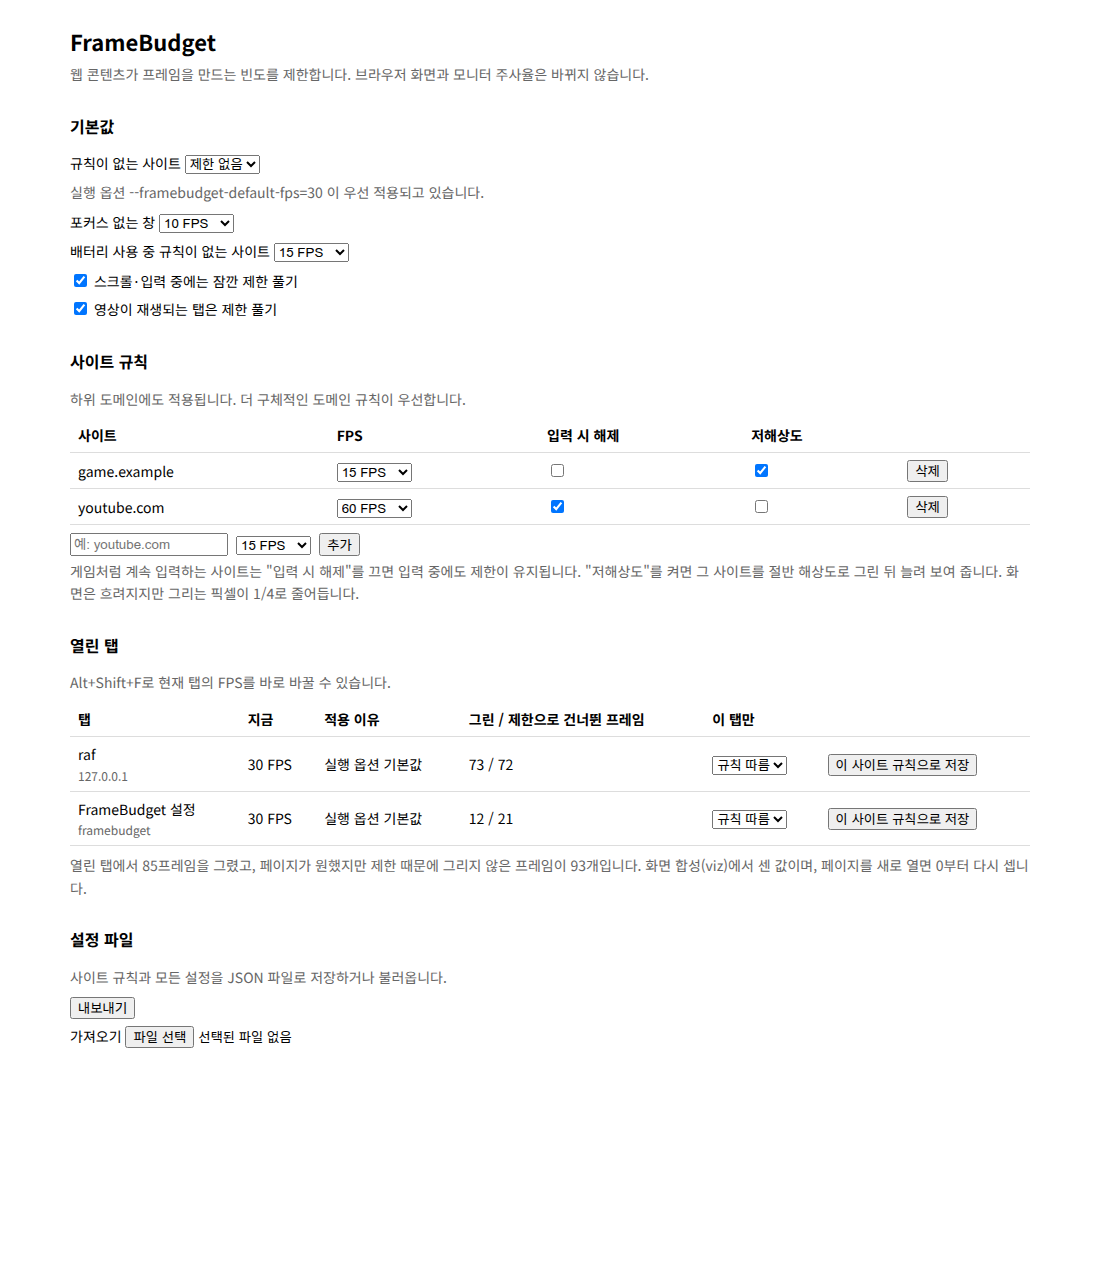 FrameBudget
웹 콘텐츠가 프레임을 만드는 빈도를 제한합니다. 브라우저 화면과 모니터 주사율은 바뀌지 않습니다.
기본값
규칙이 없는 사이트 제한 없음
실행 옵션 --framebudget-default-fps=30 이 우선 적용되고 있습니다.
포커스 없는 창 10 FPS
배터리 사용 중 규칙이 없는 사이트 15 FPS
스크롤·입력 중에는 잠깐 제한 풀기
영상이 재생되는 탭은 제한 풀기
사이트 규칙
하위 도메인에도 적용됩니다. 더 구체적인 도메인 규칙이 우선합니다.
사이트 FPS 입력 시 해제 저해상도
game.example 15 FPS 삭제
youtube.com 60 FPS 삭제
예: youtube.com 15 FPS 추가
게임처럼 계속 입력하는 사이트는 "입력 시 해제"를 끄면 입력 중에도 제한이 유지됩니다. "저해상도"를 켜면 그 사이트를 절반 해상도로 그린 뒤 늘려 보여 줍니다. 화
면은 흐려지지만 그리는 픽셀이 1/4로 줄어듭니다.
열린 탭
Alt+Shift+F로 현재 탭의 FPS를 바로 바꿀 수 있습니다.
탭 지금 적용 이유 그린 / 제한으로 건너뛴 프레임 이 탭만
raf
127.0.0.1
30 FPS 실행 옵션 기본값 73 / 72 규칙 따름 이 사이트 규칙으로 저장
FrameBudget 설정
framebudget
30 FPS 실행 옵션 기본값 12 / 21 규칙 따름 이 사이트 규칙으로 저장
열린 탭에서 85프레임을 그렸고, 페이지가 원했지만 제한 때문에 그리지 않은 프레임이 93개입니다. 화면 합성(viz)에서 센 값이며, 페이지를 새로 열면 0부터 다시 셉니
다.
설정 파일
사이트 규칙과 모든 설정을 JSON 파일로 저장하거나 불러옵니다.
내보내기
가져오기 파일 선택 선택된 파일 없음